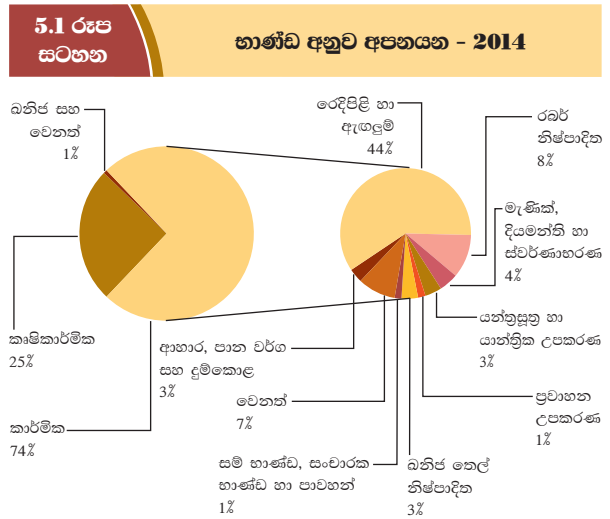 5.1 රූප
සටහන
භාණ්ඩ අනුව අපනයන - 2014
ඛනිජ සහ
වෙනත්
1%
කෘෂිකාර්මික
25%
කාර්මික
74%
රෙදිපිළි හා
ඇඟලුම්
44%
රබර්
නිෂ්පාදිත
8%
මැණික්,
දියමන්ති හා
ස්වර්ණාභරණ
4%
යන්ත්‍රසූත්‍ර හා
යාන්ත්‍රික උපකරණ
3%
ප්‍රවාහන
උපකරණ
1%
ඛනිජ තෙල්
නිෂ්පාදිත
3%
සම් භාණ්ඩ, සංචාරක
භාණ්ඩ හා පාවහන්
1%
වෙනත්
7%
ආහාර, පාන වර්ග
සහ දුම්කොළ
3%